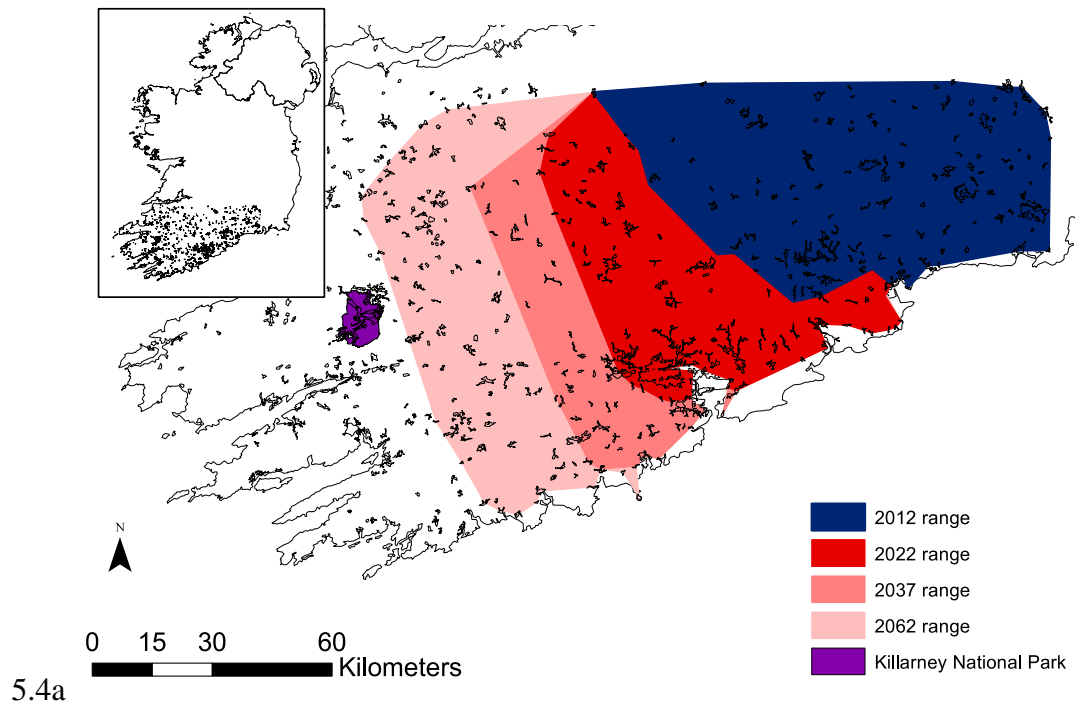 N
2012 range
2022 range
2037 range
2062 range
Killarney National Park
0 15 30 60
Kilometers
5.4a